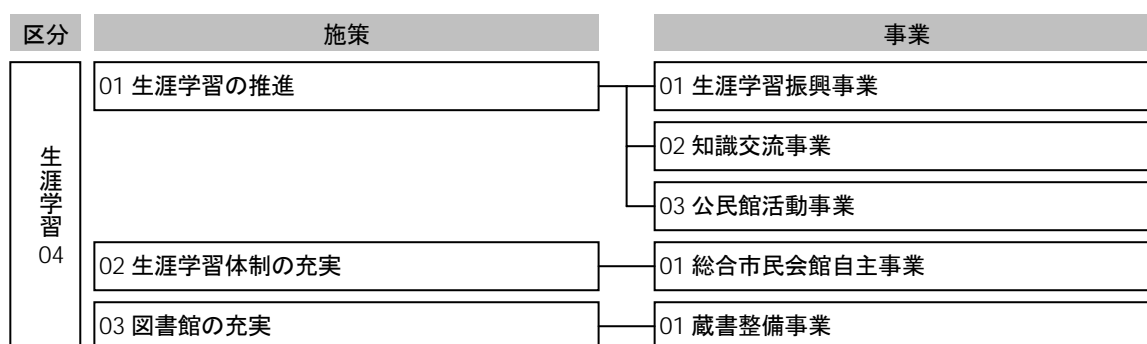 区分 施策 事業
生涯学習
04
01 生涯学習の推進
01 生涯学習振興事業
02 知識交流事業
03 公民館活動事業
02 生涯学習体制の充実
01 総合市民会館自主事業
03 図書館の充実
01 蔵書整備事業